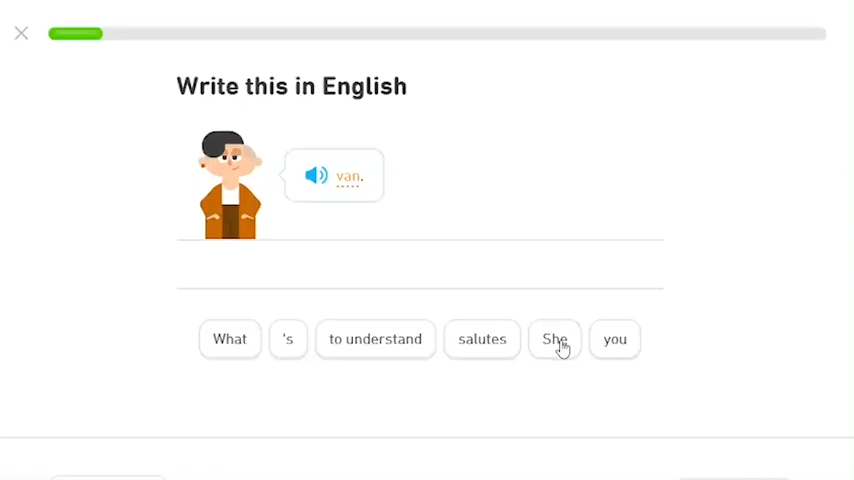 Write this in English
van.
What 's to understand salutes She you